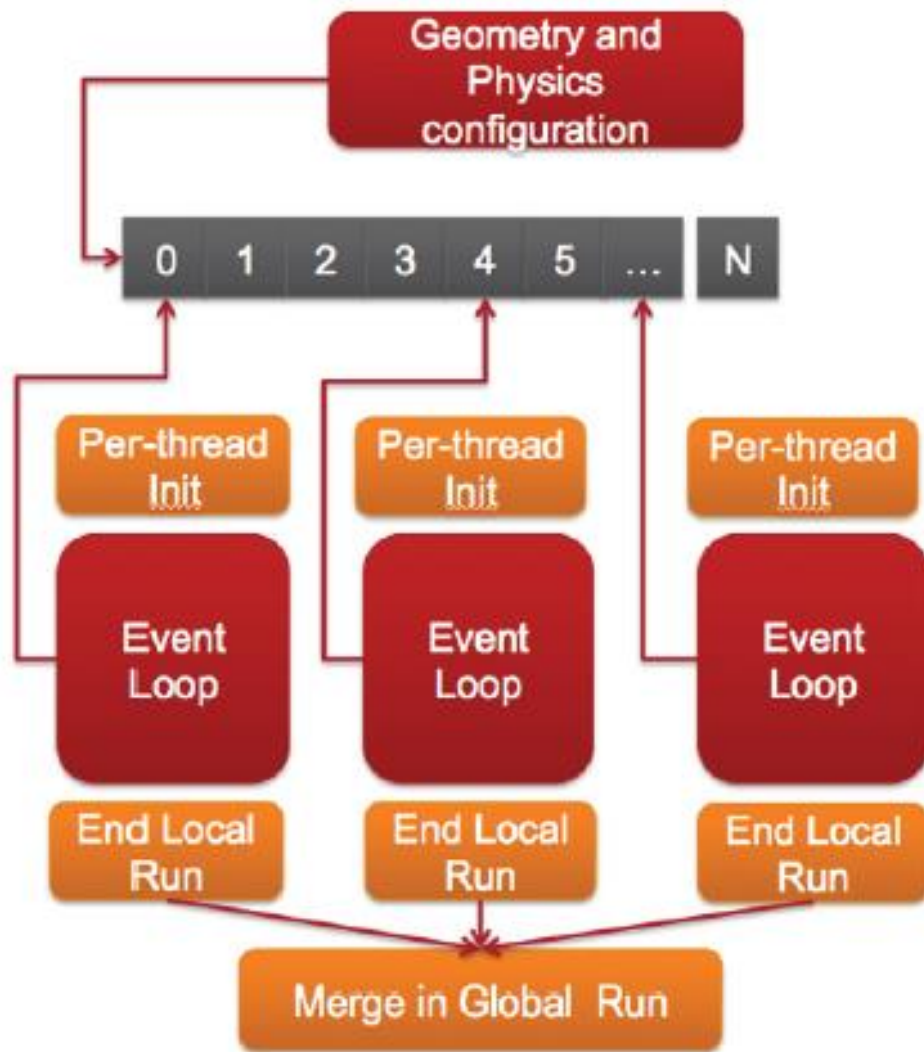 Geometry and
Physics
configuration
0 1 2 3 4 5 ... N
Per-thread
Init
Per-thread
Init
Per-thread
Init
Event
Loop
Event
Loop
Event
Loop
End Local
Run
End Local
Run
End Local
Run
Merge in Global Run